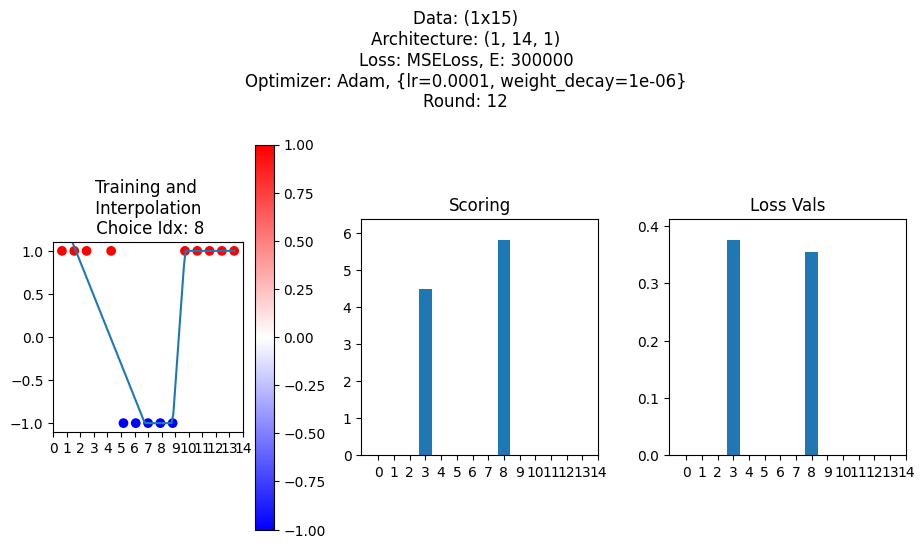 Data: (1x15)
Architecture: (1, 14, 1)
Loss: MSELoss, E: 300000
Optimizer: Adam, {lr=0.0001, weight_decay=1e-06}
Round: 12
Training and
Interpolation
Choice Idx: 8
1.0
0.5
0.0
−0.5
−1.0
0 1 2 3 4 5 6 7 8 9 10 11 12 13 14
1.00
0.75
0.50
0.25
0.00
−0.25
−0.50
−0.75
−1.00
Scoring
6
5
4
3
2
1
0
0 1 2 3 4 5 6 7 8 9 10 11 12 13 14
Loss Vals
0.4
0.3
0.2
0.1
0.0
0 1 2 3 4 5 6 7 8 9 10 11 12 13 14